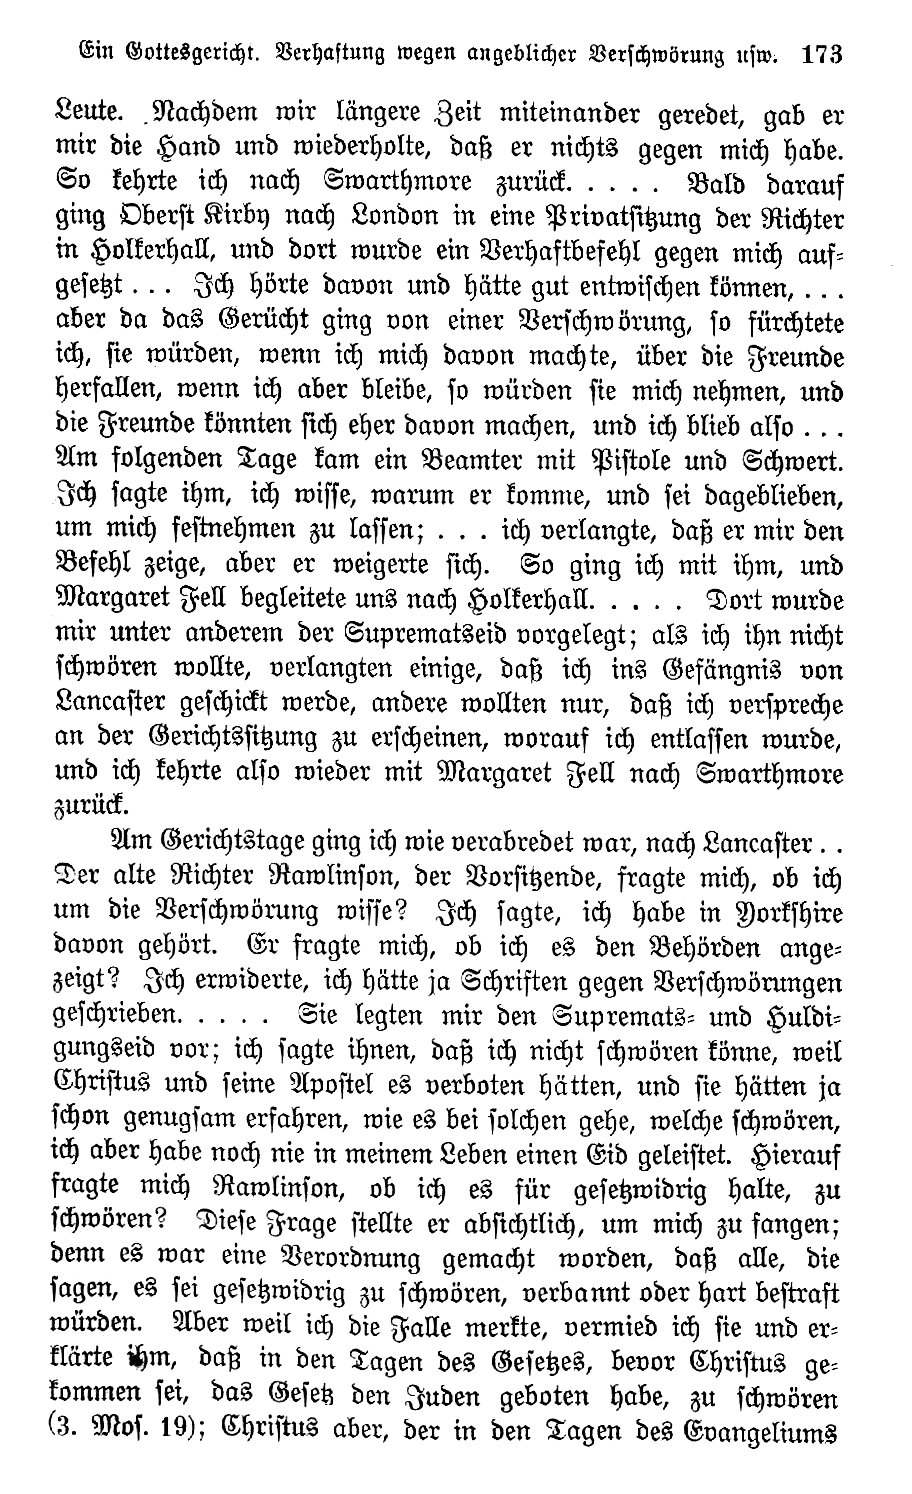 Ein Gottesgericht. Verhaftung wegen angeblicher Verschwörung usw. 173
Leute. Nachdem wir längere Zeit miteinander geredet, gab er
mir die Hand und wiederholte, daß er nichts gegen mich habe.
So kehrte ich nach Swarthmore zurück. . . . . Bald darauf
ging Oberst Kirby nach London in eine Privatsitzung der Richter
in Holkerhall, und dort wurde ein Verhaftbefehl gegen mich auf-
gesetzt . . . Ich hörte davon und hätte gut entwischen können, . . .
aber da das Gerücht ging von einer Verschwörung, so fürchtete
ich, sie würden, wenn ich mich davon machte, über die Freunde
herfallen, wenn ich aber bleibe, so würden sie mich nehmen, und
die Freunde könnten sich eher davon machen, und ich blieb also . . .
Am folgenden Tage kam ein Beamter mit Pistole und Schwert.
Ich sagte ihm, ich wisse, warum er komme, und sei dageblieben,
um mich festnehmen zu lassen; . . . ich verlangte, daß er mir den
Befehl zeige, aber er weigerte sich. So ging ich mit ihm, und
Margaret Fell begleitete uns nach Holkerhall. . . . . Dort wurde
mir unter anderem der Suprematseid vorgelegt; als ich ihn nicht
schwören wollte, verlangten einige, daß ich ins Gefängnis von
Lancaster geschickt werde, andere wollten nur, daß ich verspreche
an der Gerichtssitzung zu erscheinen, worauf ich entlassen wurde,
und ich kehrte also wieder mit Margaret Fell nach Swarthmore
zurück.
Am Gerichtstage ging ich wie verabredet war, nach Lancaster . .
Der alte Richter Rawlinson, der Vorsitzende, fragte mich, ob ich
um die Verschwörung wisse? Ich sagte, ich habe in Yorkshire
davon gehört. Er fragte mich, ob ich es den Behörden ange-
zeigt? Ich erwiderte, ich hätte ja Schriften gegen Verschwörungen
geschrieben. . . . . Sie legten mir den Supremats- und Huldi-
gungseid vor; ich sagte ihnen, daß ich nicht schwören könne, weil
Christus und seine Apostel es verboten hätten, und sie hätten ja
schon genugsam erfahren, wie es bei solchen gehe, welche schwören,
ich aber habe noch nie in meinem Leben einen Eid geleistet. Hierauf
fragte mich Rawlinson, ob ich es für gesetzwidrig halte, zu
schwören? Diese Frage stellte er absichtlich, um mich zu fangen;
denn es war eine Verordnung gemacht worden, daß alle, die
sagen, es sei gesetzwidrig zu schwören, verbannt oder hart bestraft
würden. Aber weil ich die Falle merkte, vermied ich sie und er-
klärte ihm, daß in den Tagen des Gesetzes, bevor Christus ge-
kommen sei, das Gesetz den Juden geboten habe, zu schwören
(3. Mos. 19); Christus aber, der in den Tagen des Evangeliums